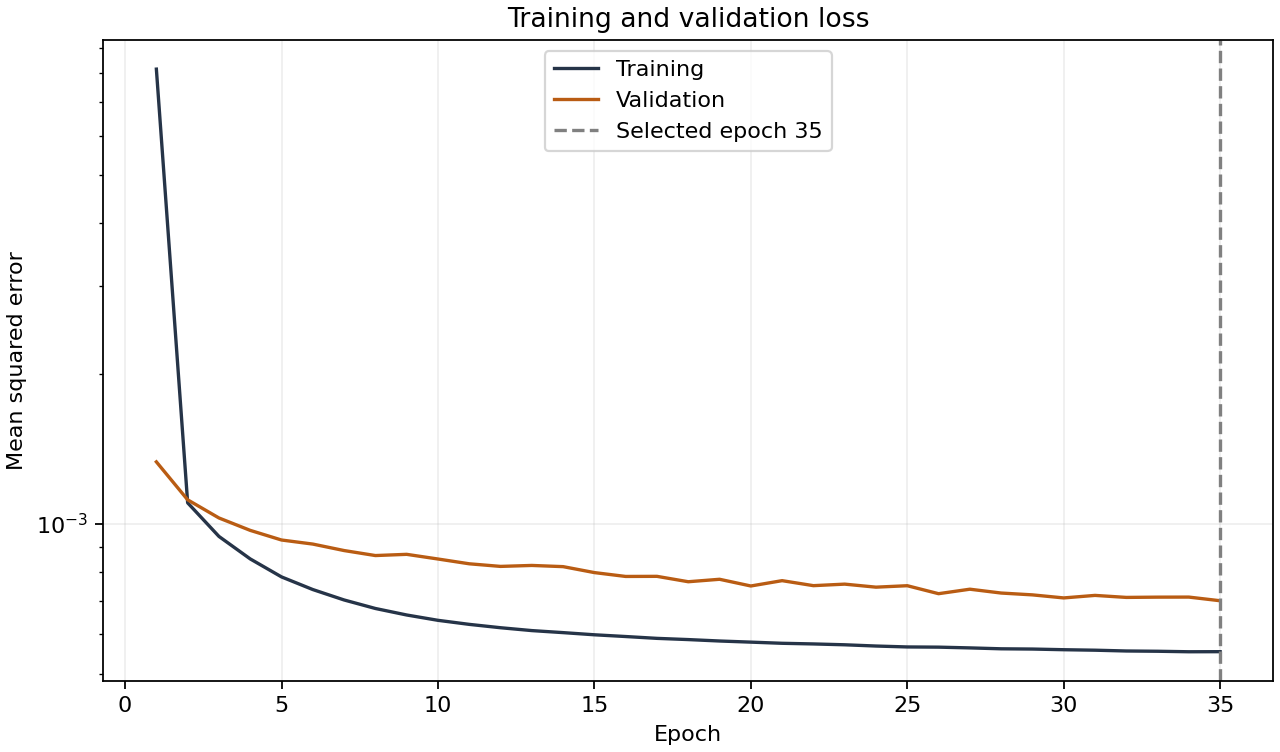 Training and validation loss
Training
Validation
Selected epoch 35
Mean squared error
10⁻³
0 5 10 15 20 25 30 35
Epoch